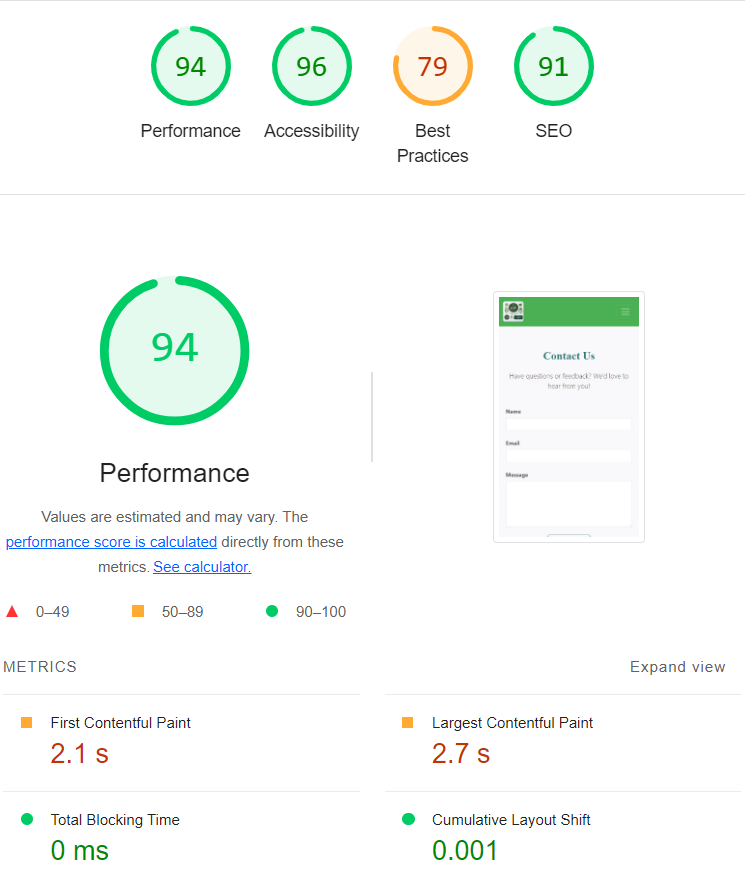 94
96
79
91
Performance
Accessibility
Best
Practices
SEO
94
Performance
Values are estimated and may vary. The
performance score is calculated directly from these
metrics. See calculator.
0–49
50–89
90–100
Contact Us
Have questions or feedback? We'd love to
hear from you!
Name
Email
Message
METRICS
Expand view
First Contentful Paint
2.1 s
Largest Contentful Paint
2.7 s
Total Blocking Time
0 ms
Cumulative Layout Shift
0.001